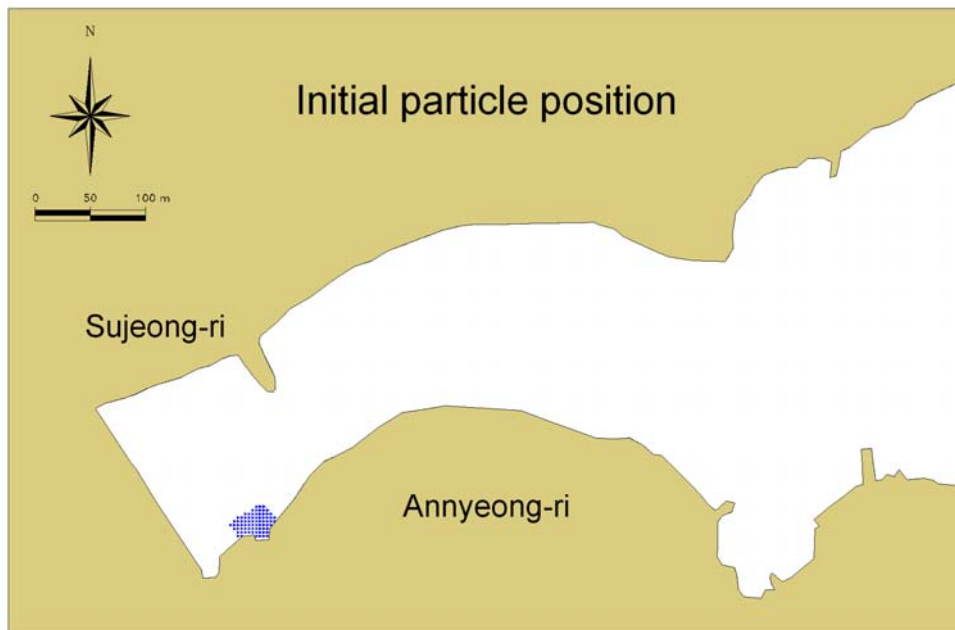 N
Initial particle position
0 50 100 m
Sujeong-ri
Annyeong-ri